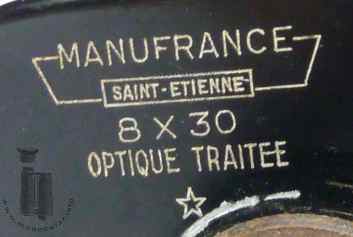 MANUFRANCE
SAINT-ETIENNE
8 X 30
OPTIQUE TRAITEE